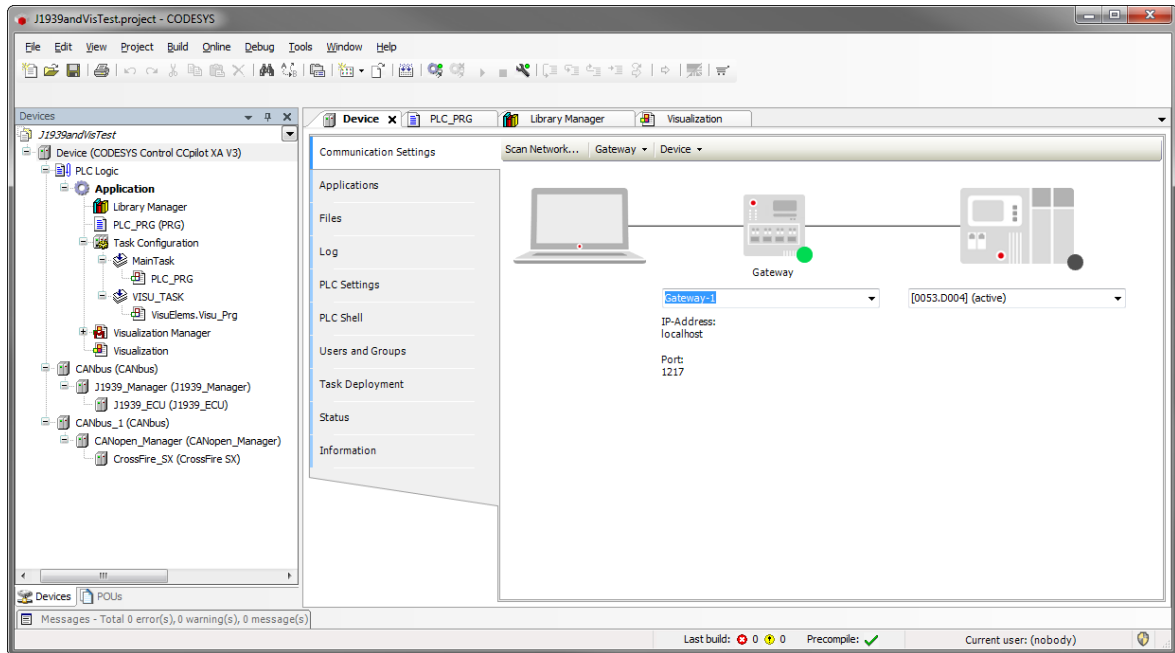 J1939andVisTest.project - CODESYS
File Edit View Project Build Online Debug Tools Window Help
Devices
J1939andVisTest
Device (CODESYS Control CCpilot XA V3)
PLC Logic
Application
Library Manager
PLC_PRG (PRG)
Task Configuration
MainTask
PLC_PRG
VISU_TASK
VisuElems.Visu_Prg
Visualization Manager
Visualization
CANbus (CANbus)
J1939_Manager (J1939_Manager)
J1939_ECU (J1939_ECU)
CANbus_1 (CANbus)
CANopen_Manager (CANopen_Manager)
CrossFire_SX (CrossFire SX)
Devices POUs
Device PLC_PRG Library Manager Visualization
Communication Settings
Applications
Files
Log
PLC Settings
PLC Shell
Users and Groups
Task Deployment
Status
Information
Scan Network... Gateway Device
Gateway
Gateway-1 [0053.D004] (active)
IP-Address:
localhost
Port:
1217
Messages - Total 0 error(s), 0 warning(s), 0 message(s)
Last build: 0 0 Precompile: Current user: (nobody)